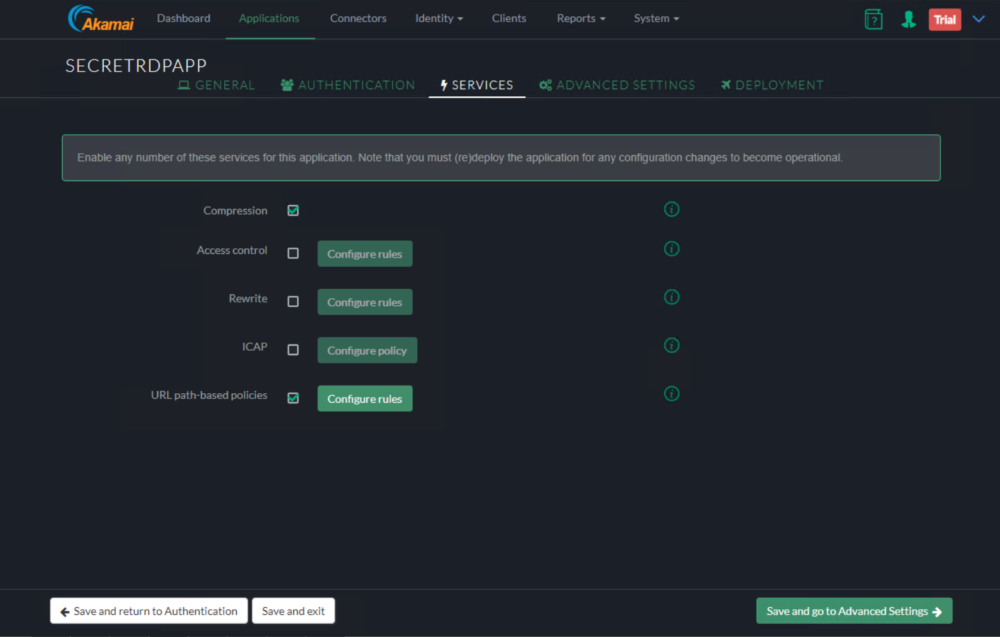 Akamai Dashboard Applications Connectors Identity Clients Reports System ? Trial
SECRETRDPAPP
GENERAL AUTHENTICATION SERVICES ADVANCED SETTINGS DEPLOYMENT
Enable any number of these services for this application. Note that you must (re)deploy the application for any configuration changes to become operational.
Compression i
Access control Configure rules i
Rewrite Configure rules i
ICAP Configure policy i
URL path-based policies Configure rules i
Save and return to Authentication Save and exit Save and go to Advanced Settings